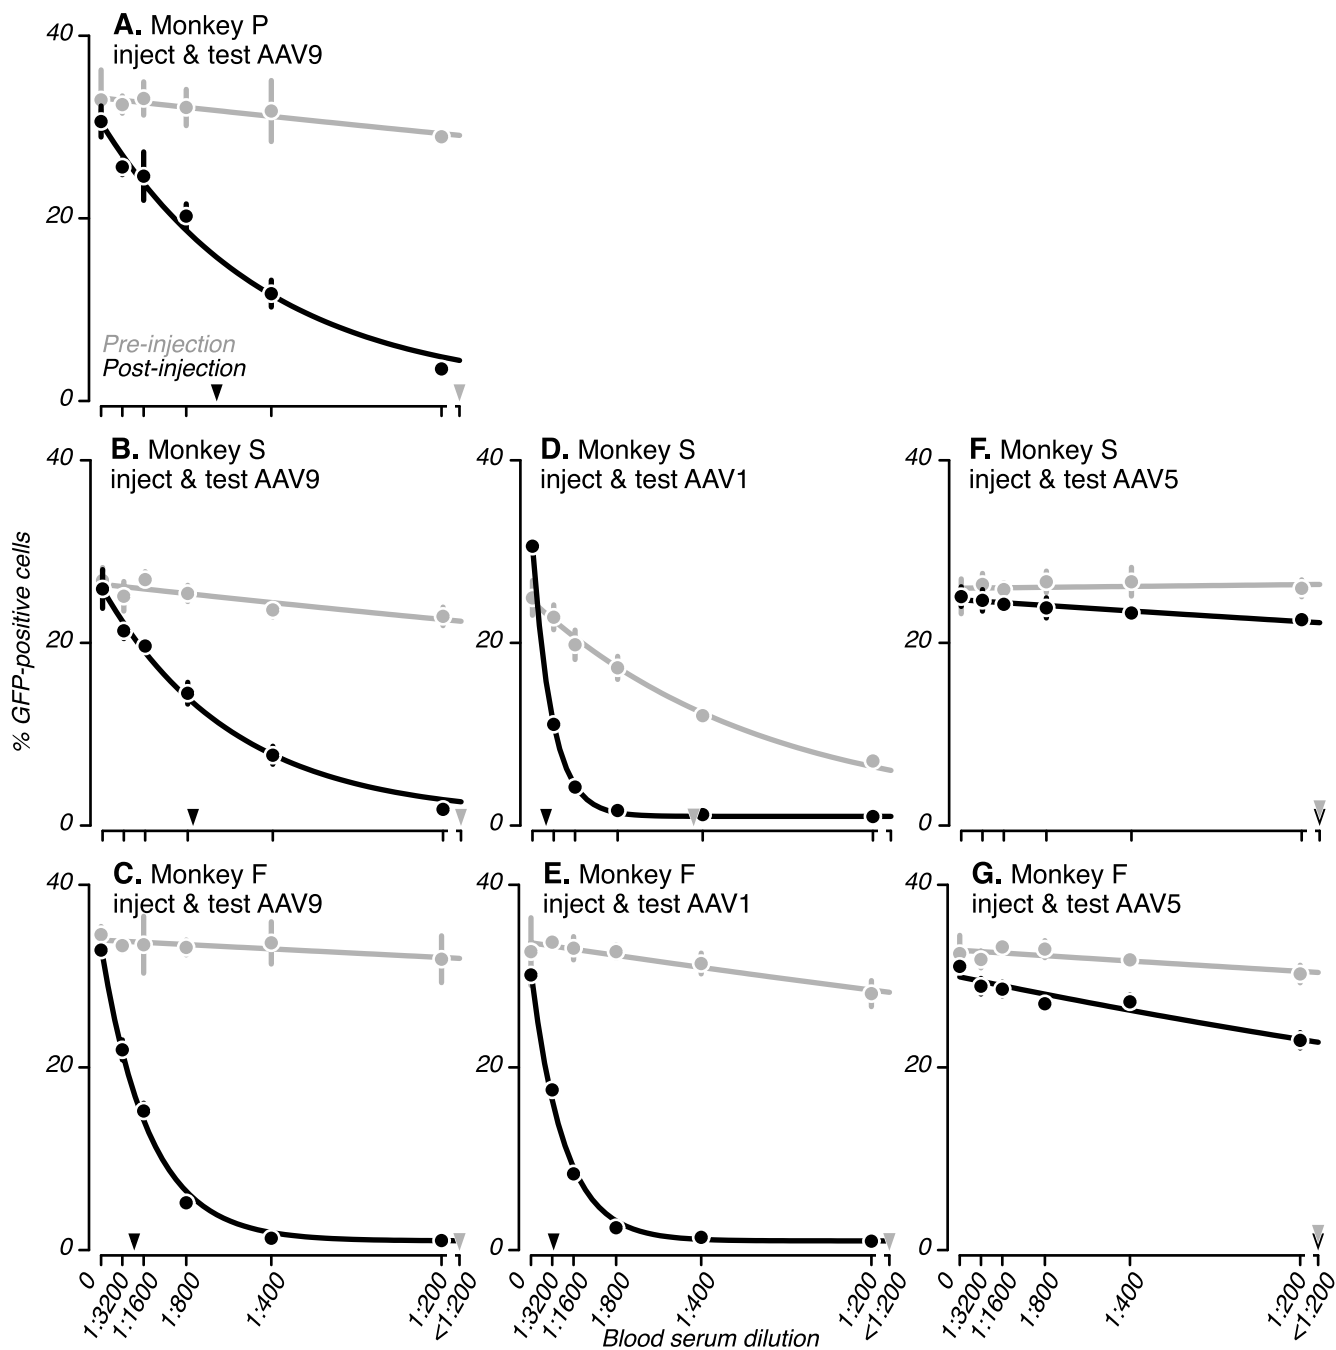 A. Monkey P
inject & test AAV9
40
20
0
Pre-injection
Post-injection
B. Monkey S
inject & test AAV9
40
20
0
D. Monkey S
inject & test AAV1
40
20
0
F. Monkey S
inject & test AAV5
40
20
0
% GFP-positive cells
C. Monkey F
inject & test AAV9
40
20
0
0 1:3200 1:1600 1:800 1:400 1:200 <1:200
E. Monkey F
inject & test AAV1
40
20
0
0 1:3200 1:1600 1:800 1:400 1:200 <1:200
G. Monkey F
inject & test AAV5
40
20
0
0 1:3200 1:1600 1:800 1:400 1:200 <1:200
Blood serum dilution